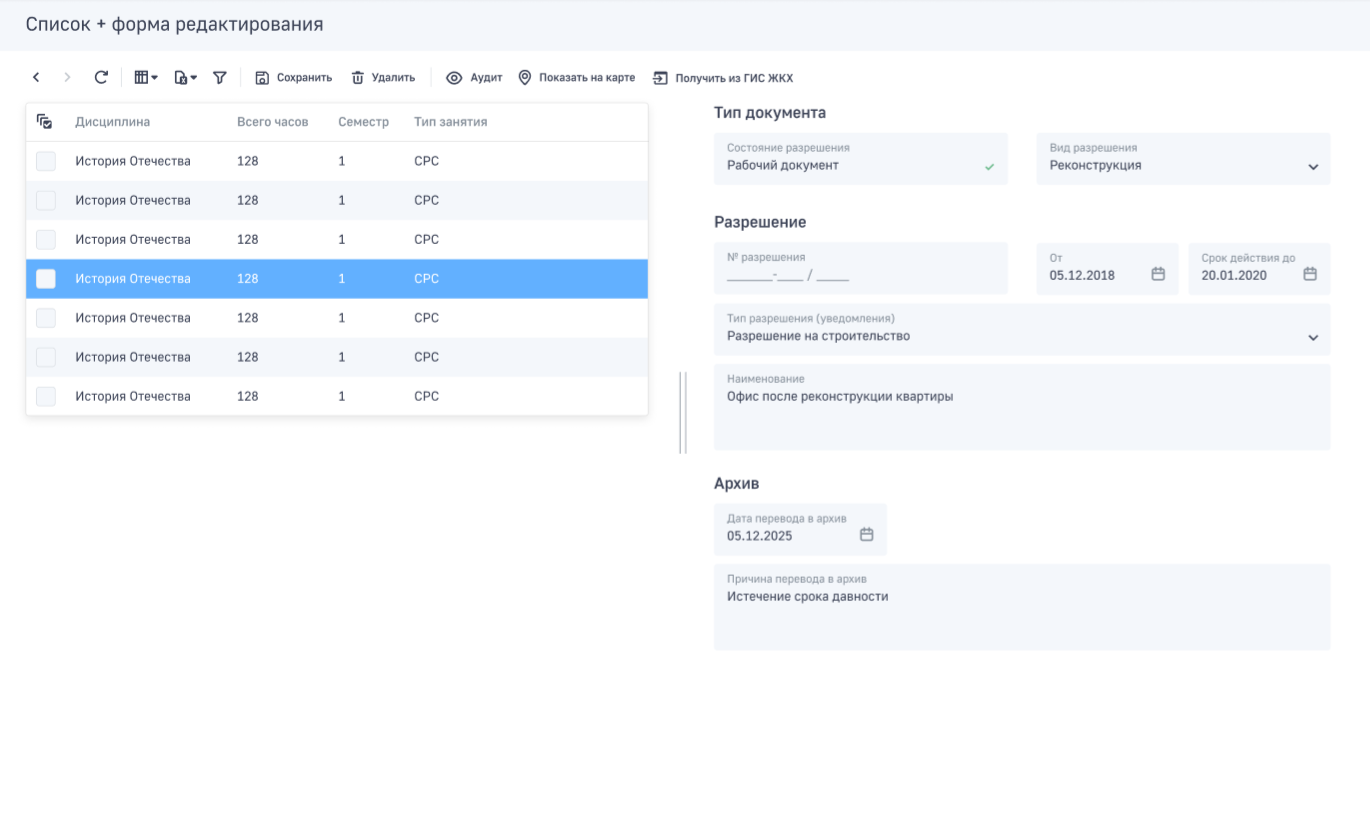 Список + форма редактирования
Сохранить Удалить Аудит Показать на карте Получить из ГИС ЖКХ
Дисциплина Всего часов Семестр Тип занятия
История Отечества 128 1 СРС
История Отечества 128 1 СРС
История Отечества 128 1 СРС
История Отечества 128 1 СРС
История Отечества 128 1 СРС
История Отечества 128 1 СРС
История Отечества 128 1 СРС
Тип документа
Состояние разрешения
Рабочий документ
Вид разрешения
Реконструкция
Разрешение
№ разрешения
_______-____ / _____
От
05.12.2018
Срок действия до
20.01.2020
Тип разрешения (уведомления)
Разрешение на строительство
Наименование
Офис после реконструкции квартиры
Архив
Дата перевода в архив
05.12.2025
Причина перевода в архив
Истечение срока давности